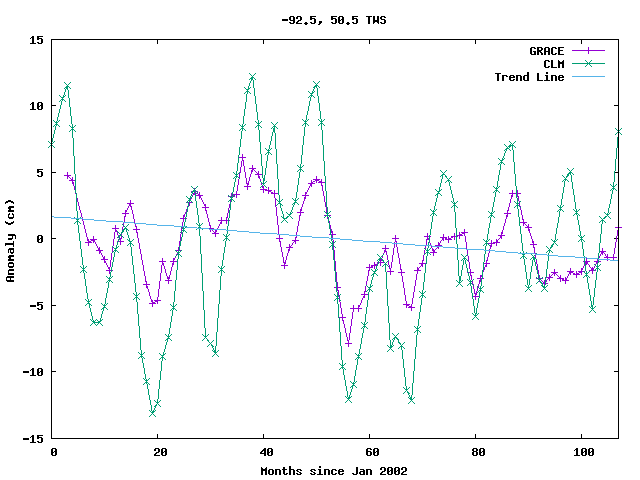 -92.5, 50.5 TWS
GRACE
CLM
Trend Line
Anomaly (cm)
15
10
5
0
-5
-10
-15
0 20 40 60 80 100
Months since Jan 2002